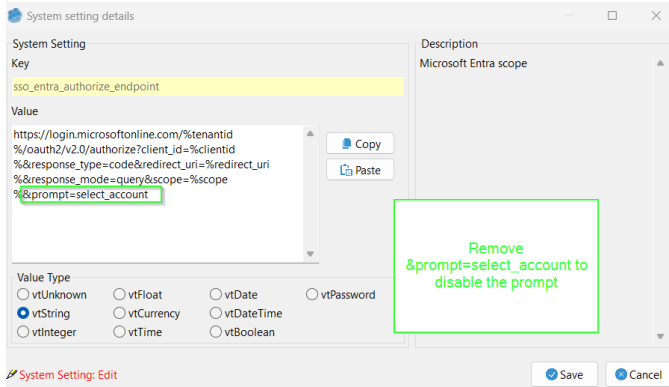 System setting details
System Setting
Key
sso_entra_authorize_endpoint
Value
https://login.microsoftonline.com/%tenantid
%/oauth2/v2.0/authorize?client_id=%clientid
%&response_type=code&redirect_uri=%redirect_uri
%&response_mode=query&scope=%scope
%&prompt=select_account
Copy
Paste
Value Type
vtUnknown vtFloat vtDate vtPassword
vtString vtCurrency vtDateTime
vtInteger vtTime vtBoolean
Description
Microsoft Entra scope
Remove
&prompt=select_account to
disable the prompt
System Setting: Edit
Save Cancel